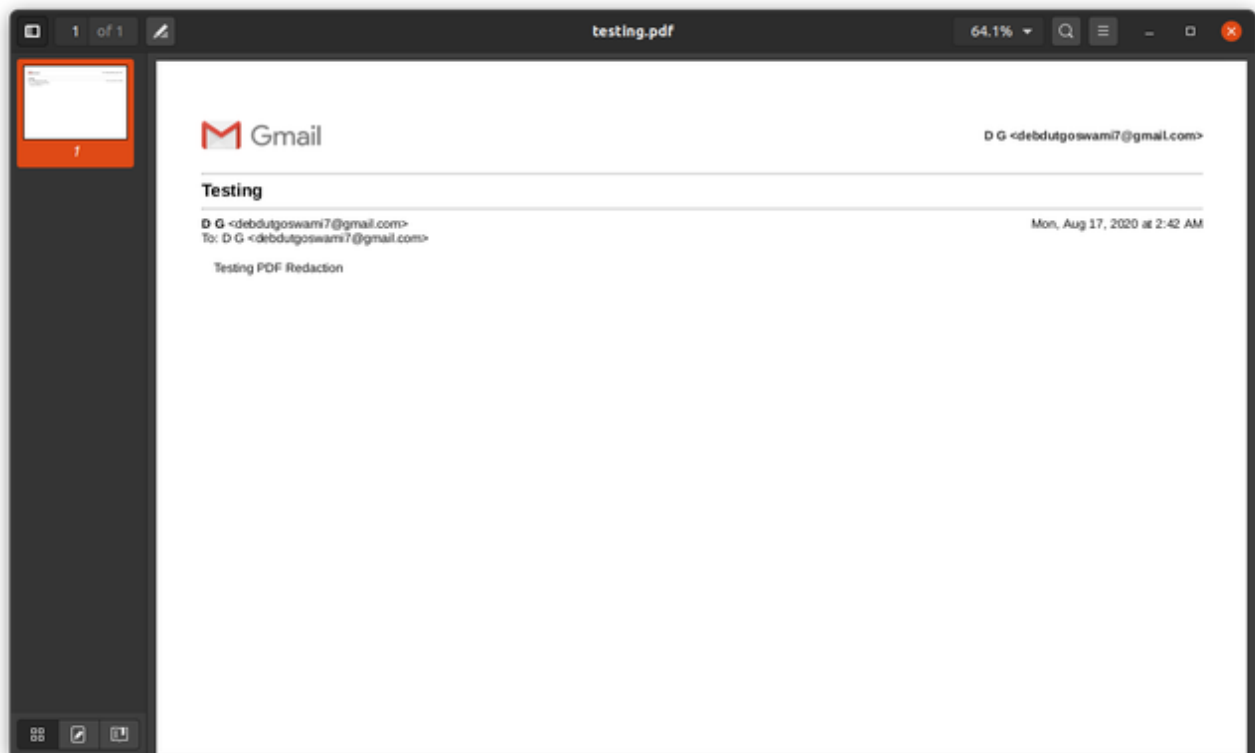 1 of 1 testing.pdf 64.1%
1
Gmail D G <debdutgoswami7@gmail.com>
Testing
D G <debdutgoswami7@gmail.com> Mon, Aug 17, 2020 at 2:42 AM
To: D G <debdutgoswami7@gmail.com>
Testing PDF Redaction